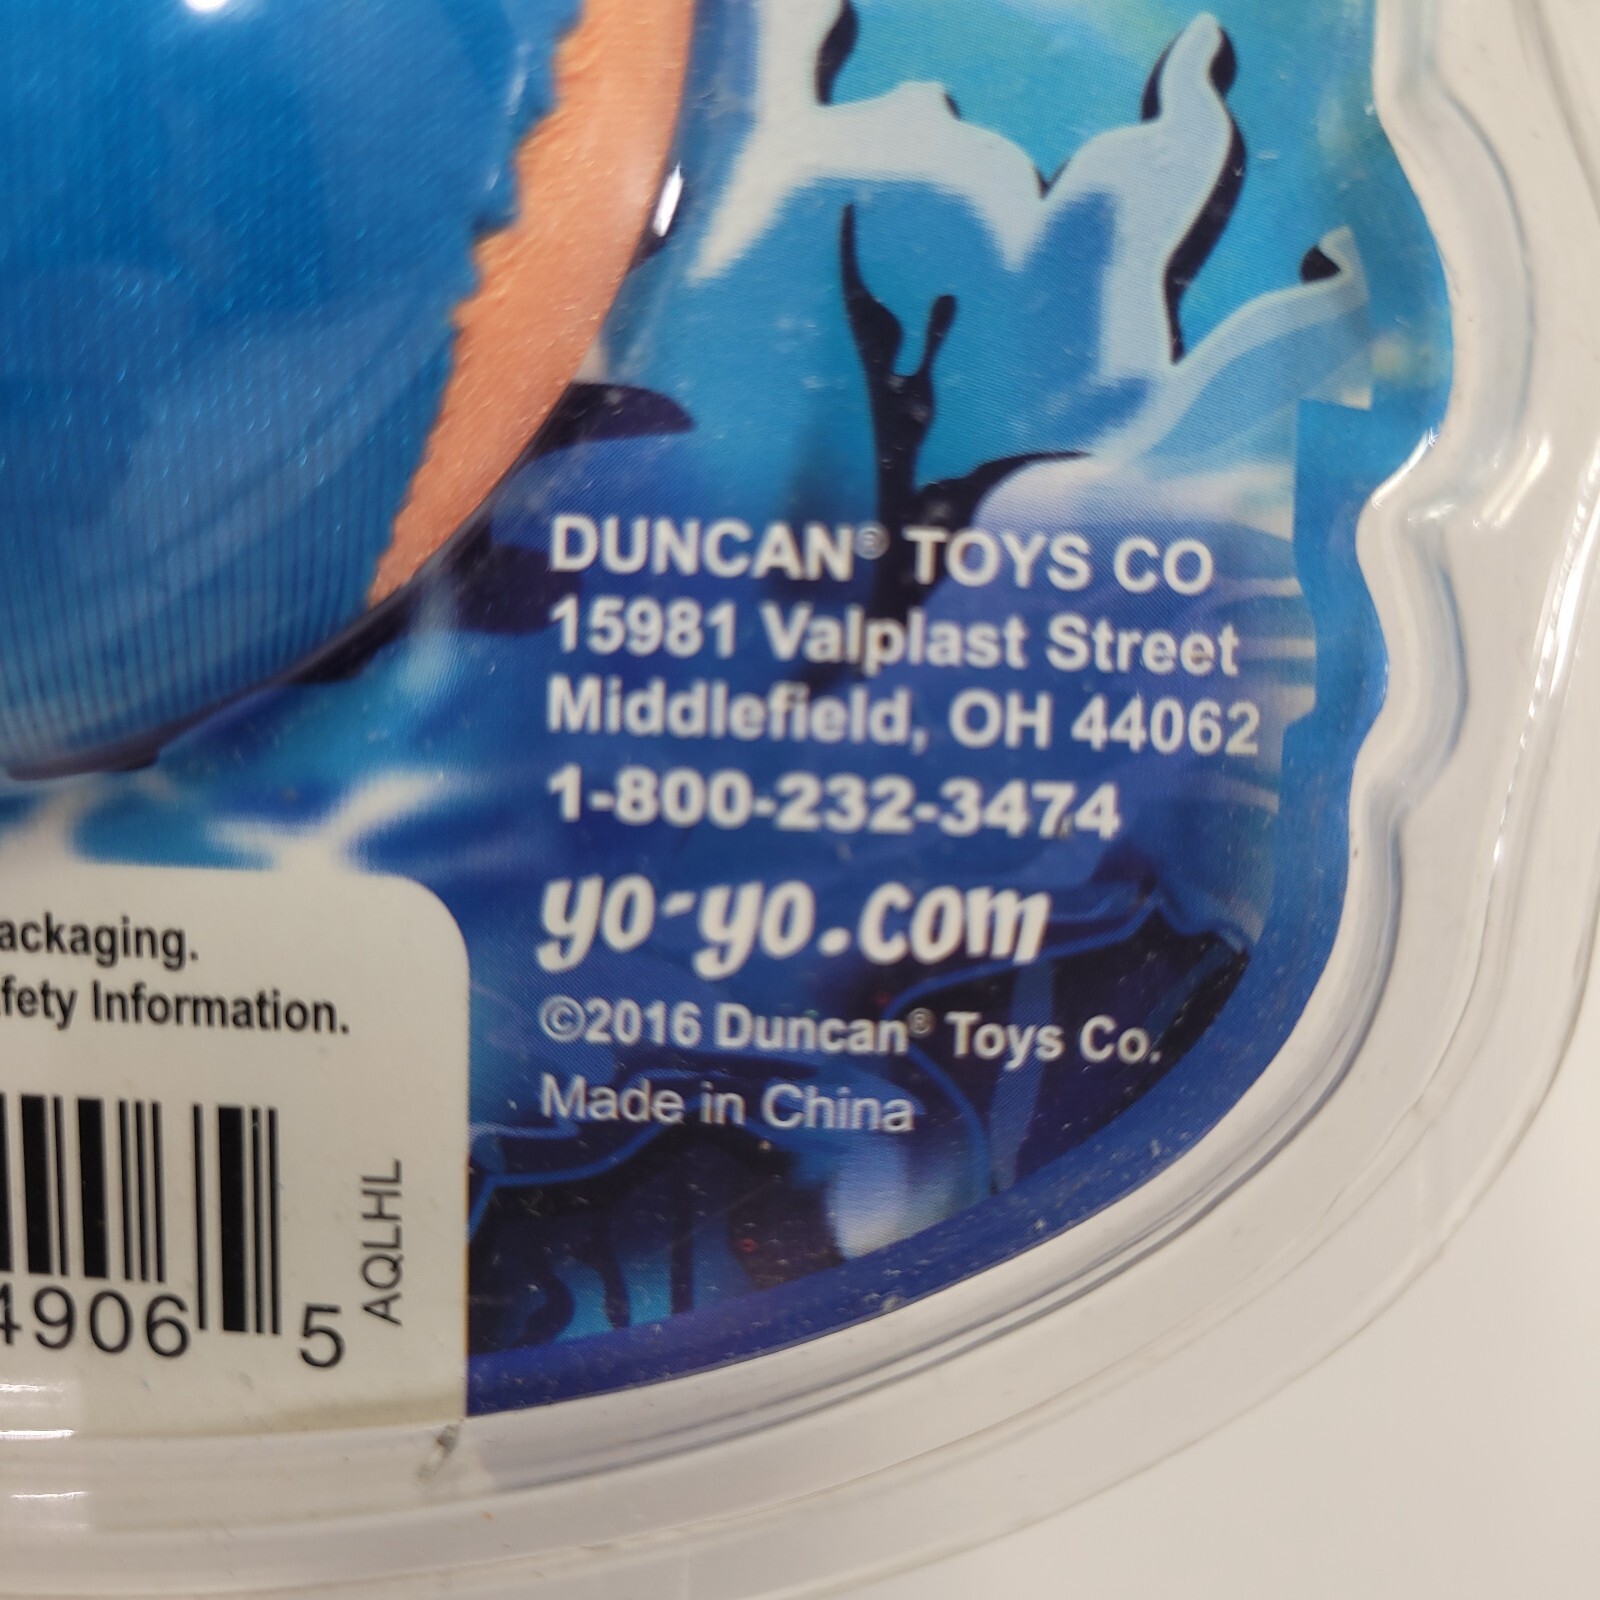 DUNCAN® TOYS CO
15981 Valplast Street
Middlefield, OH 44062
1-800-232-3474
yo-yo.com
©2016 Duncan® Toys Co.
Made in China
ackaging.
fety Information.
AQLHL
4906 5